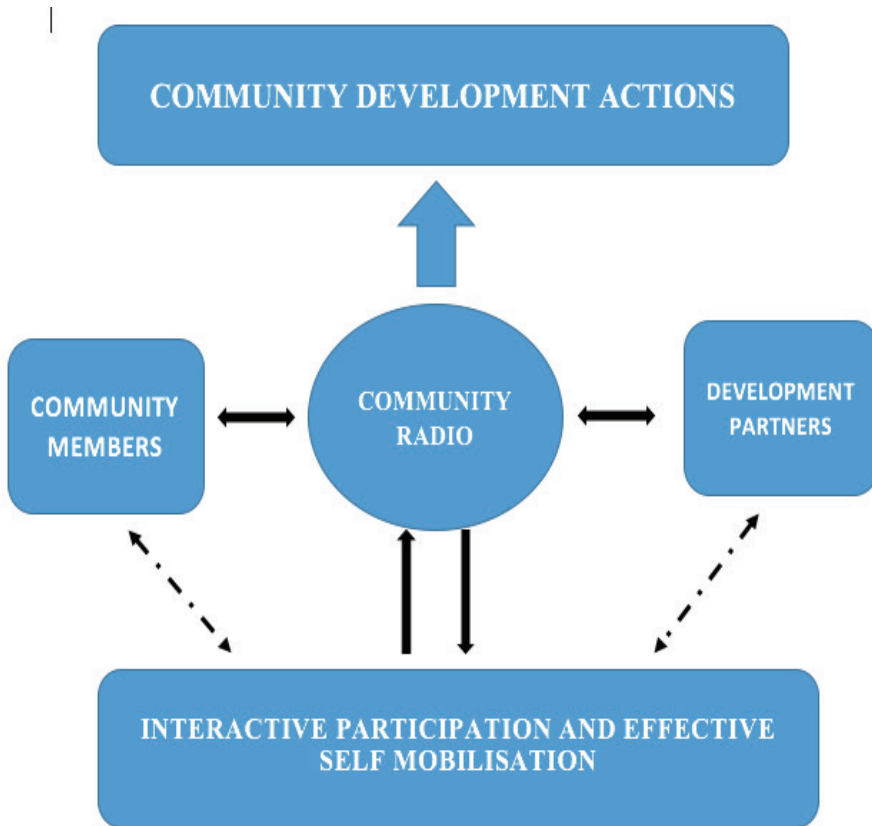 COMMUNITY DEVELOPMENT ACTIONS
COMMUNITY
MEMBERS
COMMUNITY
RADIO
DEVELOPMENT
PARTNERS
INTERACTIVE PARTICIPATION AND EFFECTIVE
SELF MOBILISATION